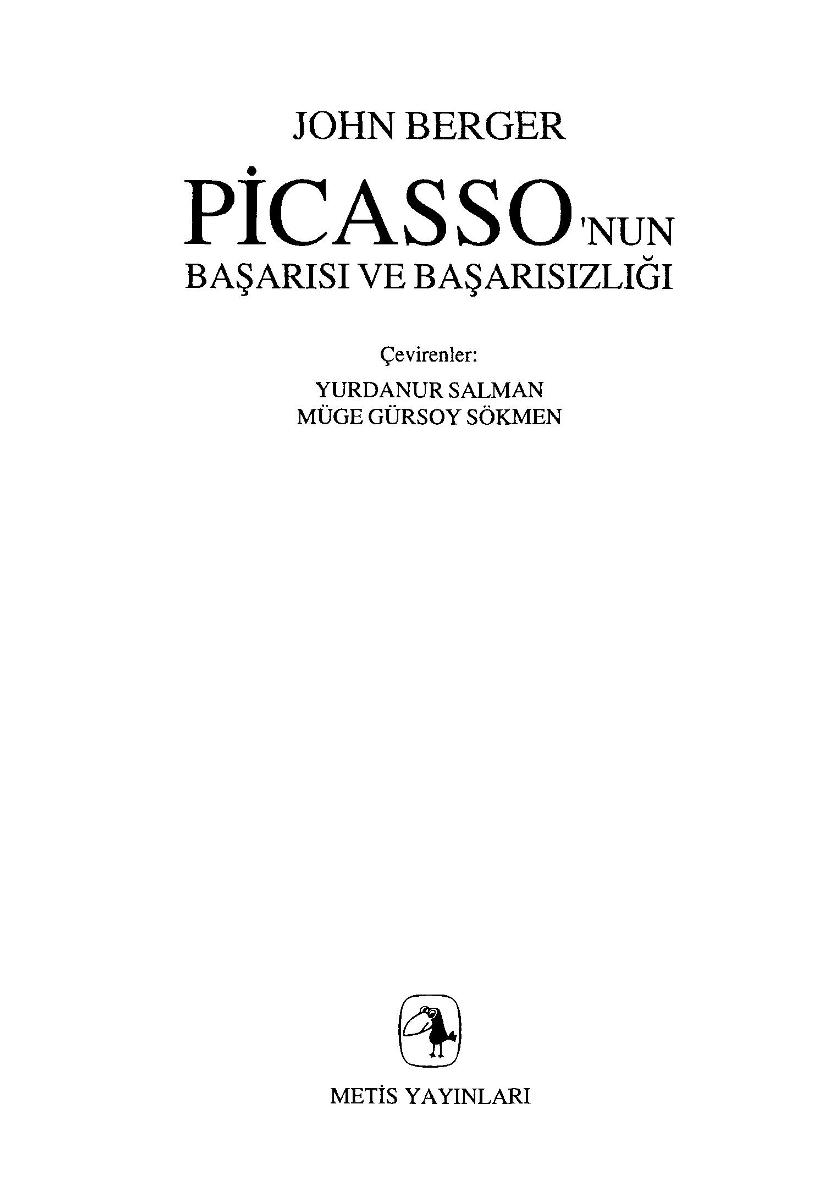 JOHN BERGER
PİCASSO'NUN
BAŞARISI VE BAŞARISIZLIĞI
Çevirenler:
YURDANUR SALMAN
MÜGE GÜRSOY SÖKMEN
METİS YAYINLARI